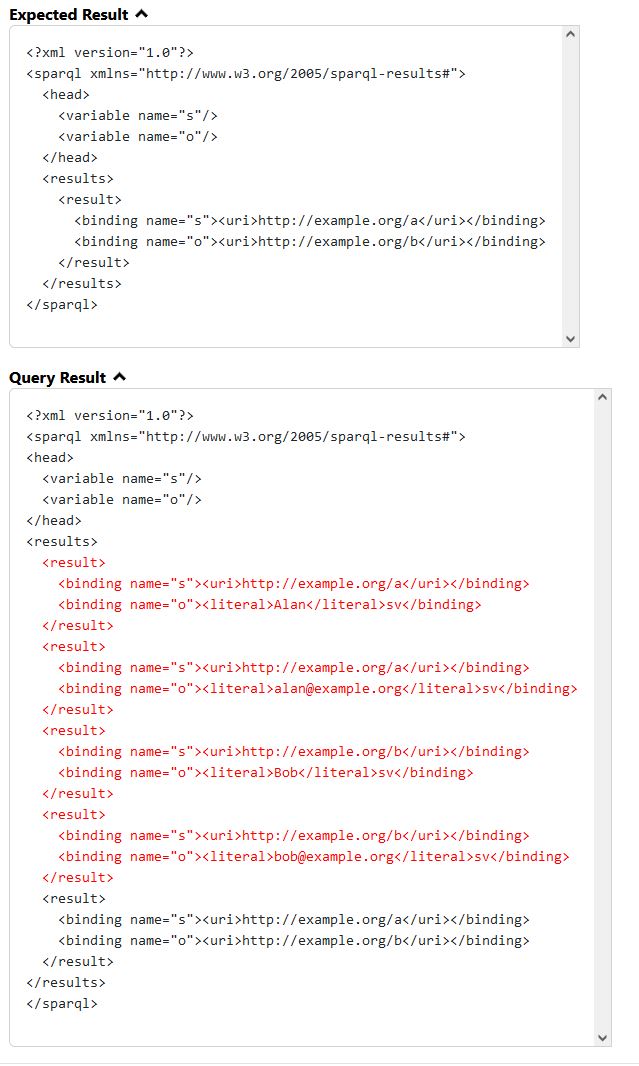 Expected Result
<?xml version="1.0"?>
<sparql xmlns="http://www.w3.org/2005/sparql-results#">
  <head>
    <variable name="s"/>
    <variable name="o"/>
  </head>
  <results>
    <result>
      <binding name="s"><uri>http://example.org/a</uri></binding>
      <binding name="o"><uri>http://example.org/b</uri></binding>
    </result>
  </results>
</sparql>
Query Result
<?xml version="1.0"?>
<sparql xmlns="http://www.w3.org/2005/sparql-results#">
<head>
  <variable name="s"/>
  <variable name="o"/>
</head>
<results>
  <result>
    <binding name="s"><uri>http://example.org/a</uri></binding>
    <binding name="o"><literal>Alan</literal>sv</binding>
  </result>
  <result>
    <binding name="s"><uri>http://example.org/a</uri></binding>
    <binding name="o"><literal>alan@example.org</literal>sv</binding>
  </result>
  <result>
    <binding name="s"><uri>http://example.org/b</uri></binding>
    <binding name="o"><literal>Bob</literal>sv</binding>
  </result>
  <result>
    <binding name="s"><uri>http://example.org/b</uri></binding>
    <binding name="o"><literal>bob@example.org</literal>sv</binding>
  </result>
  <result>
    <binding name="s"><uri>http://example.org/a</uri></binding>
    <binding name="o"><uri>http://example.org/b</uri></binding>
  </result>
</results>
</sparql>